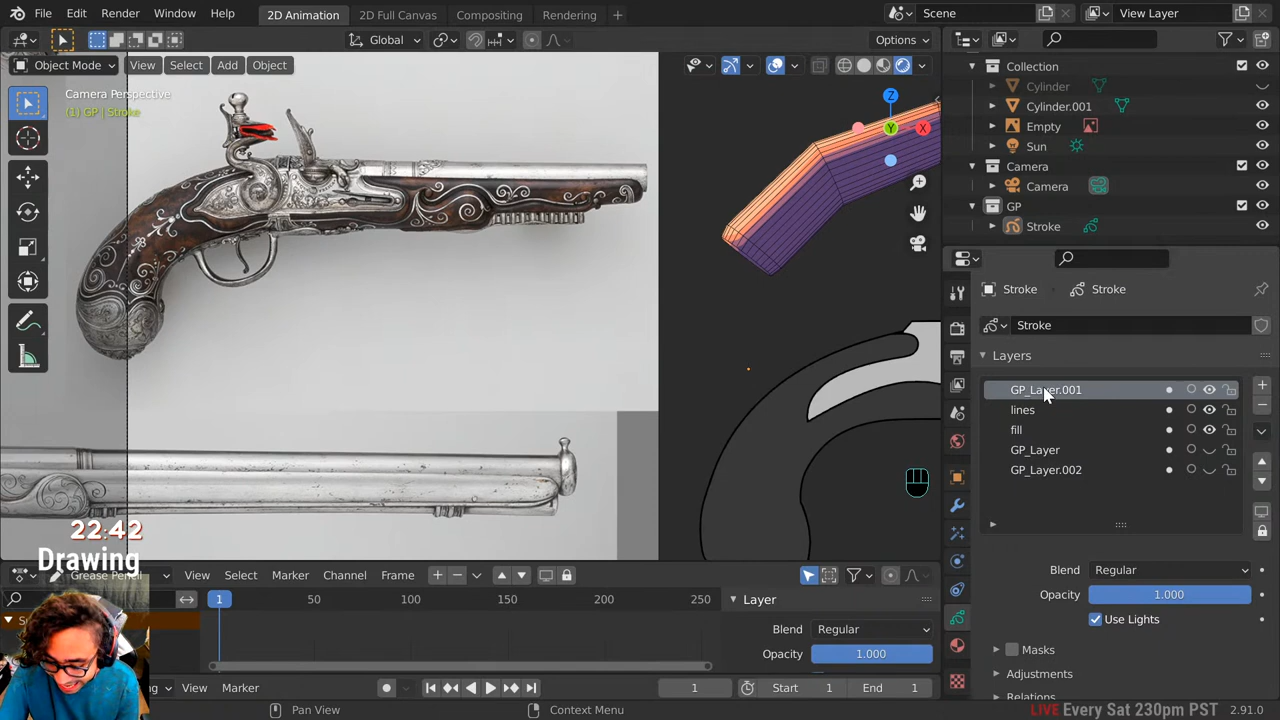 File Edit Render Window Help 2D Animation 2D Full Canvas Compositing Rendering + Scene View Layer
Global Options
Object Mode View Select Add Object
Camera Perspective
(1) GP | Stroke
Z
Y
X
Collection
Cylinder
Cylinder.001
Empty
Sun
Camera
Camera
GP
Stroke
Stroke Stroke
Stroke
Layers
GP_Layer.001
lines
fill
GP_Layer
GP_Layer.002
Blend Regular
Opacity 1.000
Use Lights
Masks
Adjustments
Relations
22:42
Drawing
Grease Pencil View Select Marker Channel Frame
1 50 100 150 200 250
Layer
Blend Regular
Opacity 1.000
View Marker 1 Start 1 End 1
Pan View Context Menu
LIVE Every Sat 230pm PST 2.91.0